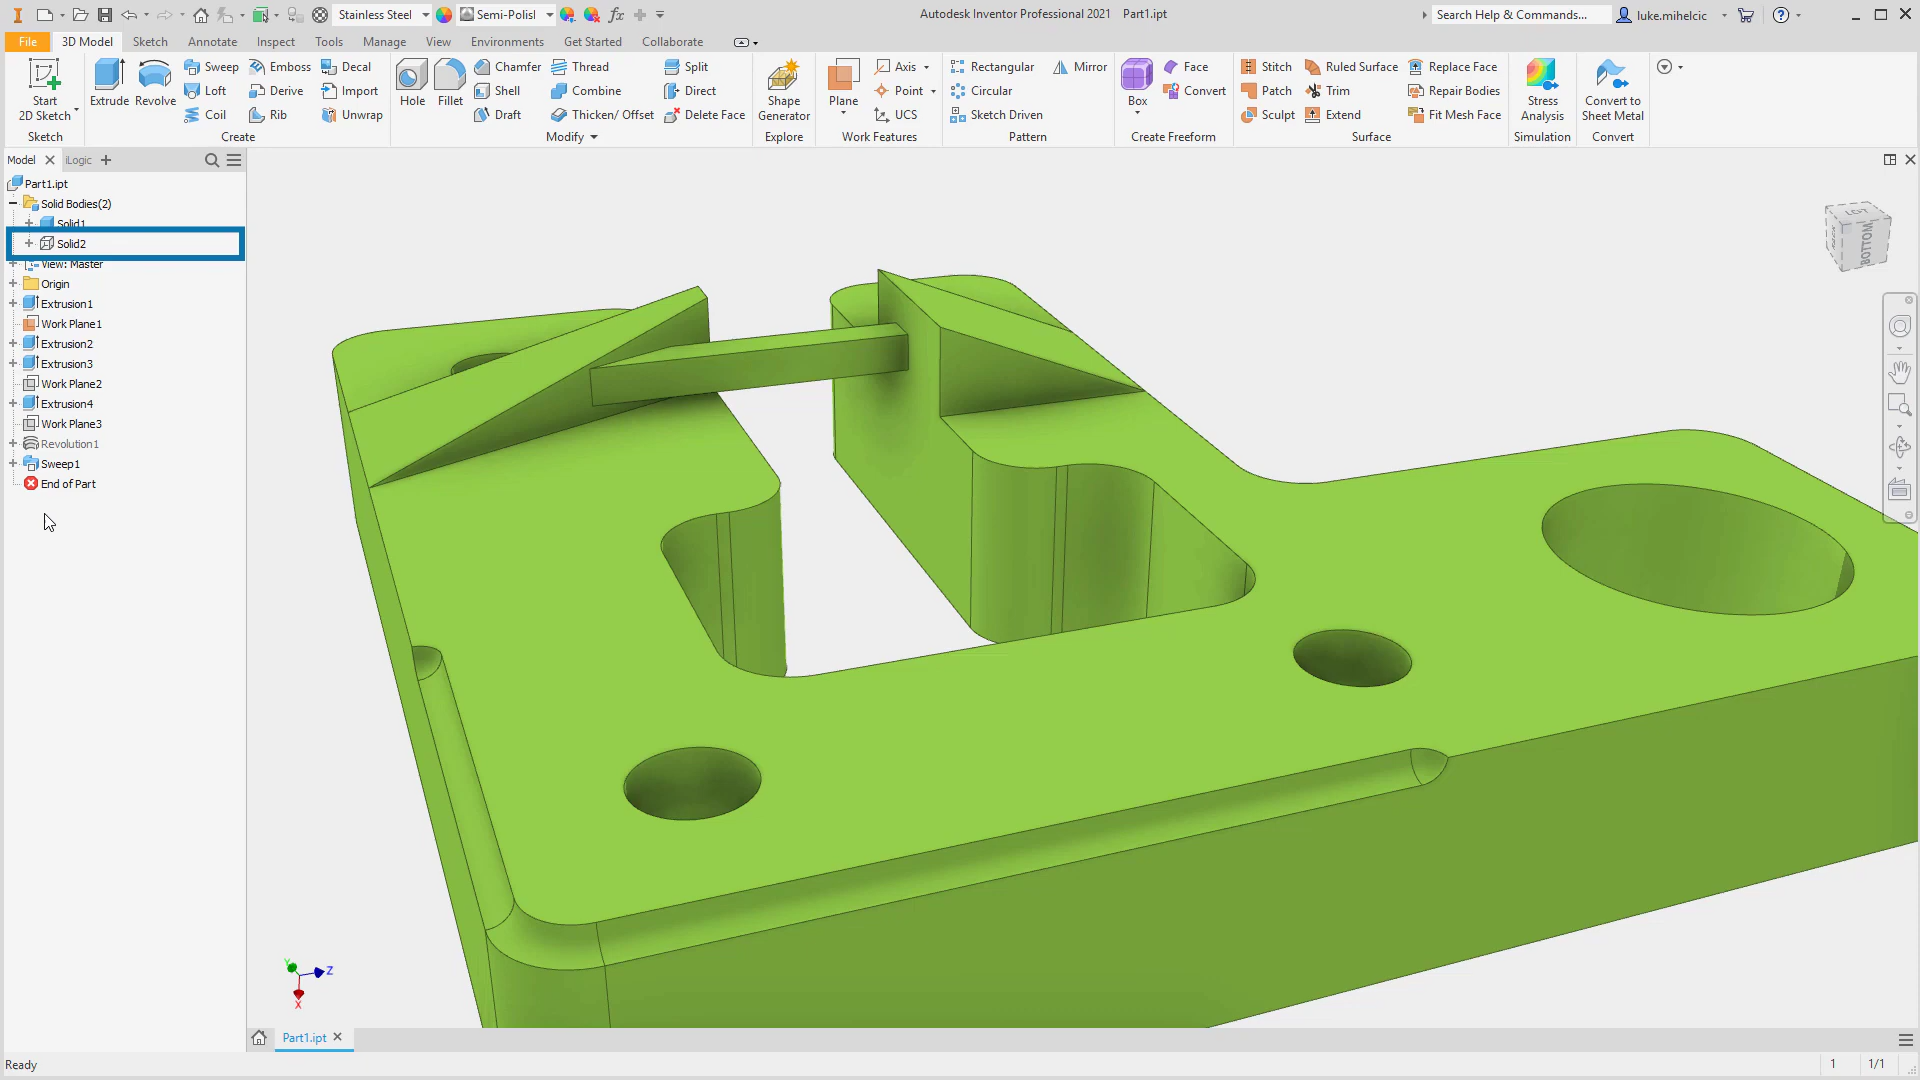 Stainless Steel
Semi-Polisl
fx
Autodesk Inventor Professional 2021 Part1.ipt
Search Help & Commands...
luke.mihelcic
File 3D Model Sketch Annotate Inspect Tools Manage View Environments Get Started Collaborate
Start
2D Sketch
Sketch
Extrude Revolve
Sweep Emboss Decal
Loft Derive Import
Coil Rib Unwrap
Create
Hole Fillet
Chamfer Thread Split
Shell Combine Direct
Draft Thicken/ Offset Delete Face
Modify
Shape
Generator
Explore
Plane
Axis
Point
UCS
Work Features
Rectangular Mirror
Circular
Sketch Driven
Pattern
Box
Face
Convert
Create Freeform
Stitch Ruled Surface Replace Face
Patch Trim Repair Bodies
Sculpt Extend Fit Mesh Face
Surface
Stress
Analysis
Simulation
Convert to
Sheet Metal
Convert
Model iLogic
Part1.ipt
Solid Bodies(2)
Solid1
Solid2
View: Master
Origin
Extrusion1
Work Plane1
Extrusion2
Extrusion3
Work Plane2
Extrusion4
Work Plane3
Revolution1
Sweep1
End of Part
BOTTOM
Y
Z
X
Part1.ipt
Ready
1 1/1